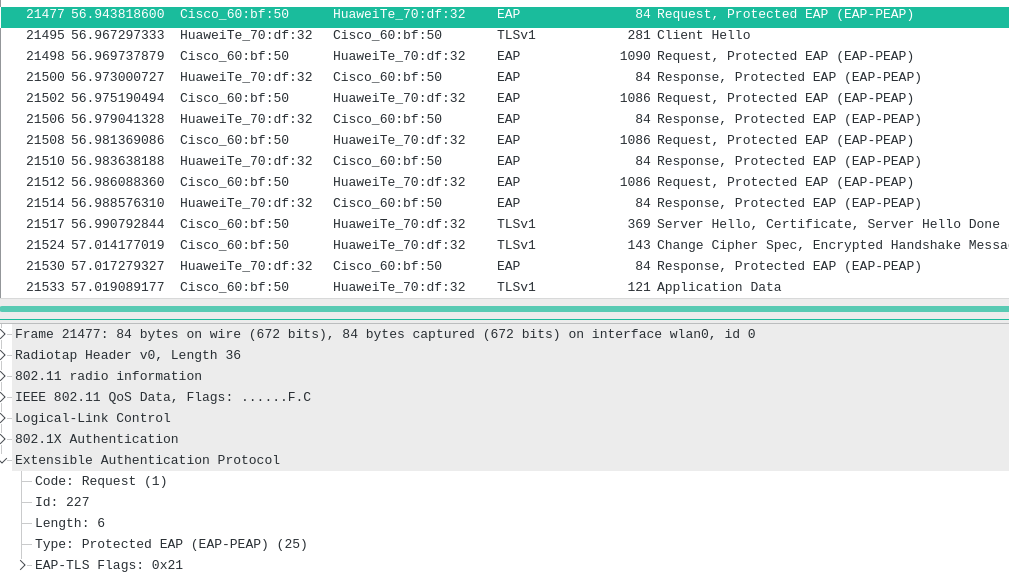 21477 56.943818600 Cisco_60:bf:50 HuaweiTe_70:df:32 EAP 84 Request, Protected EAP (EAP-PEAP)
21495 56.967297333 HuaweiTe_70:df:32 Cisco_60:bf:50 TLSv1 281 Client Hello
21498 56.969737879 Cisco_60:bf:50 HuaweiTe_70:df:32 EAP 1090 Request, Protected EAP (EAP-PEAP)
21500 56.973000727 HuaweiTe_70:df:32 Cisco_60:bf:50 EAP 84 Response, Protected EAP (EAP-PEAP)
21502 56.975190494 Cisco_60:bf:50 HuaweiTe_70:df:32 EAP 1086 Request, Protected EAP (EAP-PEAP)
21506 56.979041328 HuaweiTe_70:df:32 Cisco_60:bf:50 EAP 84 Response, Protected EAP (EAP-PEAP)
21508 56.981369086 Cisco_60:bf:50 HuaweiTe_70:df:32 EAP 1086 Request, Protected EAP (EAP-PEAP)
21510 56.983638188 HuaweiTe_70:df:32 Cisco_60:bf:50 EAP 84 Response, Protected EAP (EAP-PEAP)
21512 56.986088360 Cisco_60:bf:50 HuaweiTe_70:df:32 EAP 1086 Request, Protected EAP (EAP-PEAP)
21514 56.988576310 HuaweiTe_70:df:32 Cisco_60:bf:50 EAP 84 Response, Protected EAP (EAP-PEAP)
21517 56.990792844 Cisco_60:bf:50 HuaweiTe_70:df:32 TLSv1 369 Server Hello, Certificate, Server Hello Done
21524 57.014177019 Cisco_60:bf:50 HuaweiTe_70:df:32 TLSv1 143 Change Cipher Spec, Encrypted Handshake Messa
21530 57.017279327 HuaweiTe_70:df:32 Cisco_60:bf:50 EAP 84 Response, Protected EAP (EAP-PEAP)
21533 57.019089177 Cisco_60:bf:50 HuaweiTe_70:df:32 TLSv1 121 Application Data
Frame 21477: 84 bytes on wire (672 bits), 84 bytes captured (672 bits) on interface wlan0, id 0
Radiotap Header v0, Length 36
802.11 radio information
IEEE 802.11 QoS Data, Flags: ......F.C
Logical-Link Control
802.1X Authentication
Extensible Authentication Protocol
Code: Request (1)
Id: 227
Length: 6
Type: Protected EAP (EAP-PEAP) (25)
EAP-TLS Flags: 0x21